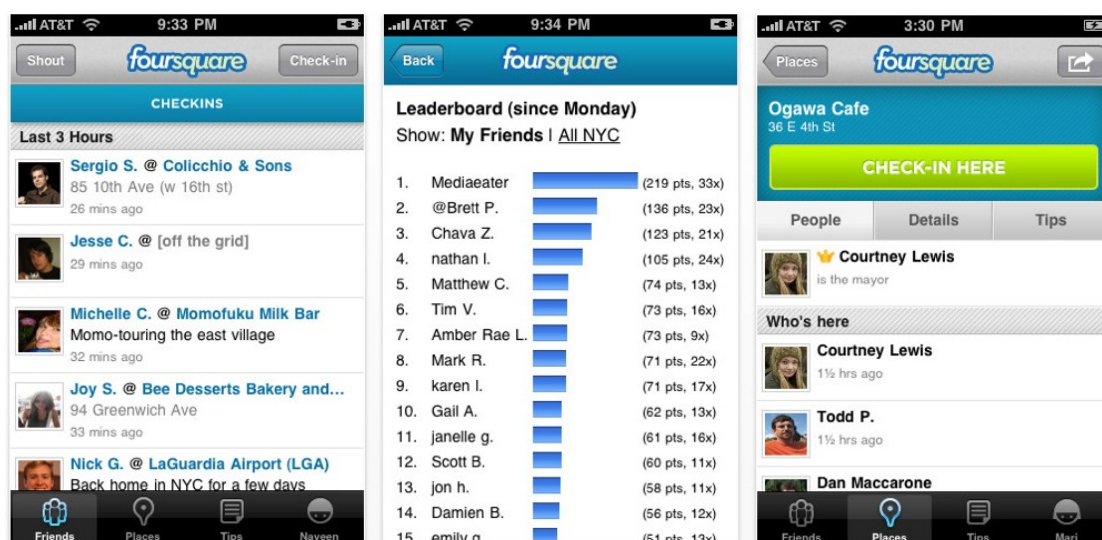 AT&T 9:33 PM
Shout foursquare Check-in
CHECKINS
Last 3 Hours
Sergio S. @ Colicchio & Sons
85 10th Ave (w 16th st)
26 mins ago
Jesse C. @ [off the grid]
29 mins ago
Michelle C. @ Momofuku Milk Bar
Momo-touring the east village
32 mins ago
Joy S. @ Bee Desserts Bakery and...
94 Greenwich Ave
33 mins ago
Nick G. @ LaGuardia Airport (LGA)
Back home in NYC for a few days
Friends Places Tips Naveen
AT&T 9:34 PM
Back foursquare
Leaderboard (since Monday)
Show: My Friends | All NYC
1. Mediaeater (219 pts, 33x)
2. @Brett P. (136 pts, 23x)
3. Chava Z. (123 pts, 21x)
4. nathan l. (105 pts, 24x)
5. Matthew C. (74 pts, 13x)
6. Tim V. (73 pts, 16x)
7. Amber Rae L. (73 pts, 9x)
8. Mark R. (71 pts, 22x)
9. karen l. (71 pts, 17x)
10. Gail A. (62 pts, 13x)
11. janelle g. (61 pts, 16x)
12. Scott B. (60 pts, 11x)
13. jon h. (58 pts, 11x)
14. Damien B. (56 pts, 12x)
15. emily g. (51 pts, 13x)
AT&T 3:30 PM
Places foursquare
Ogawa Cafe
36 E 4th St
CHECK-IN HERE
People Details Tips
Courtney Lewis
is the mayor
Who's here
Courtney Lewis
1½ hrs ago
Todd P.
1½ hrs ago
Dan Maccarone
Friends Places Tips Mari